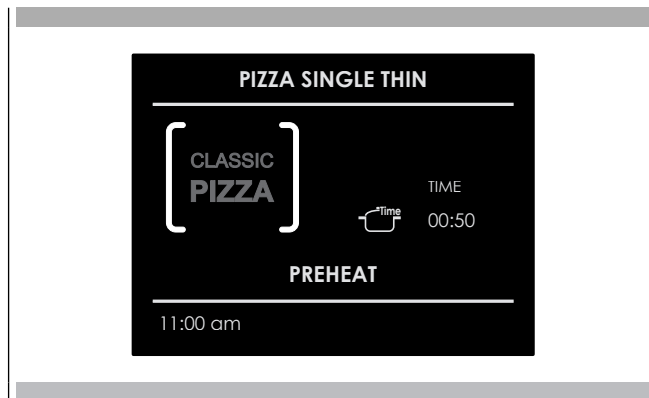 PIZZA SINGLE THIN
CLASSIC
PIZZA
TIME
Time
00:50
PREHEAT
11:00 am